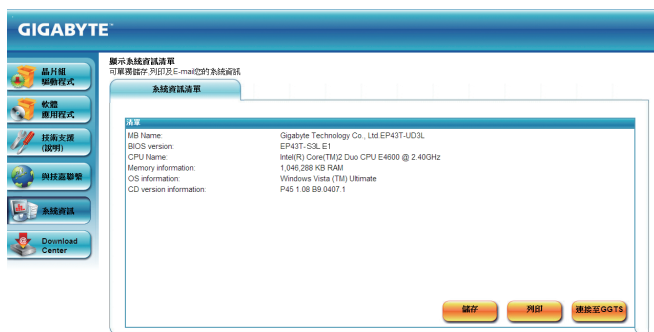 GIGABYTE™
晶片組
驅動程式
軟體
應用程式
技術支援
(說明)
與技嘉聯繫
系統資訊
Download
Center
顯示系統資訊清單
可單獨儲存,列印及E-mail您的系統資訊
系統資訊清單
清單
MB Name: Gigabyte Technology Co., Ltd.EP43T-UD3L
BIOS version: EP43T-S3L E1
CPU Name: Intel(R) Core(TM)2 Duo CPU E4600 @ 2.40GHz
Memory information: 1,046,288 KB RAM
OS information: Windows Vista (TM) Ultimate
CD version information: P45 1.08 B9.0407.1
儲存
列印
連接至GGTS